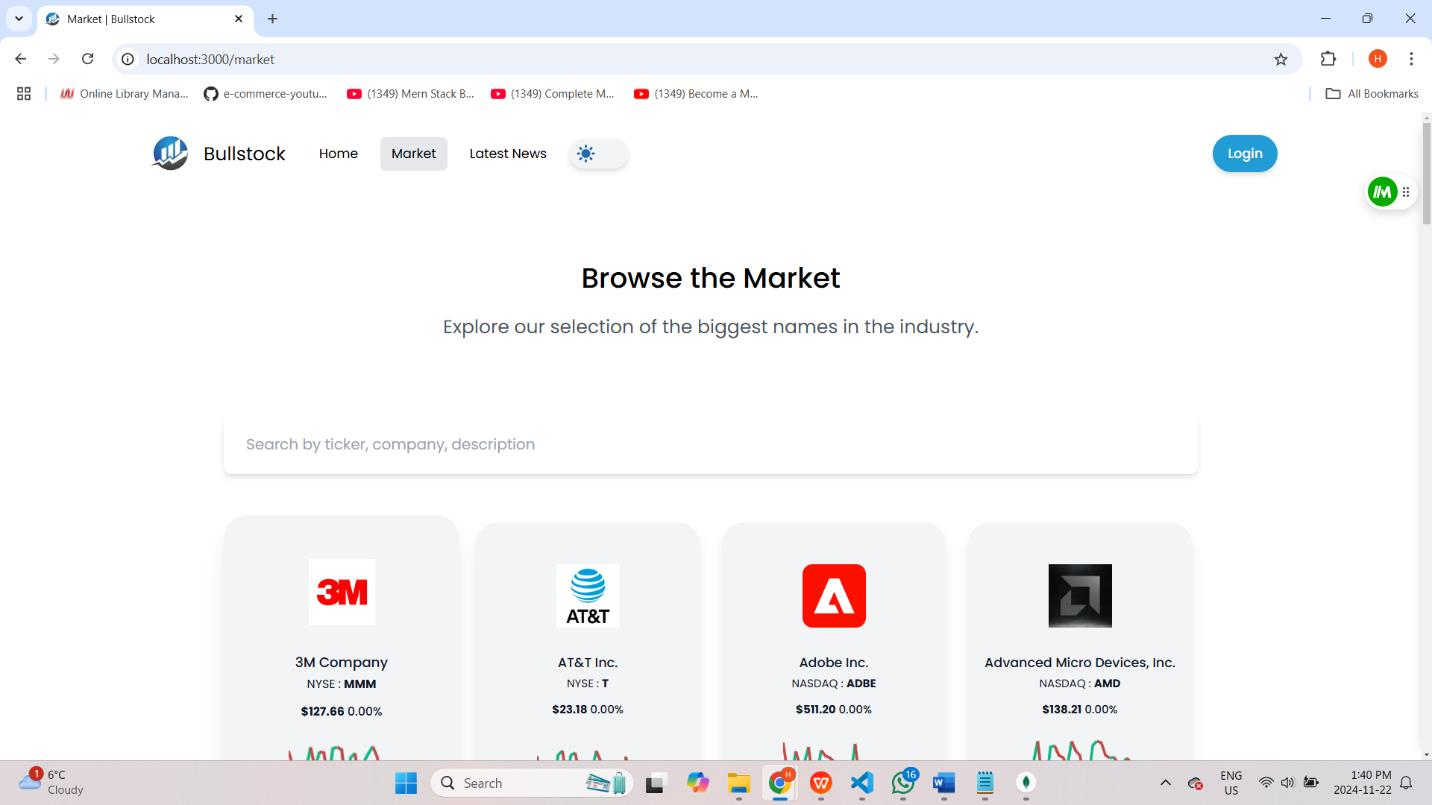 Market | Bullstock
localhost:3000/market
H
Online Library Mana...
e-commerce-youtu...
(1349) Mern Stack B...
(1349) Complete M...
(1349) Become a M...
All Bookmarks
Bullstock
Home
Market
Latest News
Login
Browse the Market
Explore our selection of the biggest names in the industry.
Search by ticker, company, description
3M
AT&T
3M Company
AT&T Inc.
Adobe Inc.
Advanced Micro Devices, Inc.
NYSE : MMM
NYSE : T
NASDAQ : ADBE
NASDAQ : AMD
$127.66 0.00%
$23.18 0.00%
$511.20 0.00%
$138.21 0.00%
1
6°C
Cloudy
Search
H
16
W
ENG
US
1:40 PM
2024-11-22